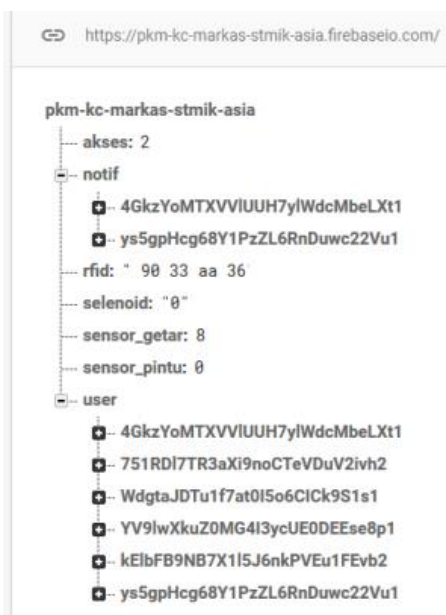 https://pkm-kc-markas-stmik-asia.firebaseio.com/
pkm-kc-markas-stmik-asia
akses: 2
notif
4GkzYoMTXVVlUUH7ylWdcMbeLXt1
ys5gpHcg68Y1PzZL6RnDuwc22Vu1
rfid: " 90 33 aa 36
selenoid: "0"
sensor_getar: 8
sensor_pintu: 0
user
4GkzYoMTXVVlUUH7ylWdcMbeLXt1
751RDl7TR3aXi9noCTeVDuV2ivh2
WdgtaJDTu1f7at0I5o6CICk9S1s1
YV9lwXkuZ0MG4I3ycUE0DEEse8p1
kElbFB9NB7X1l5J6nkPVEu1FEvb2
ys5gpHcg68Y1PzZL6RnDuwc22Vu1